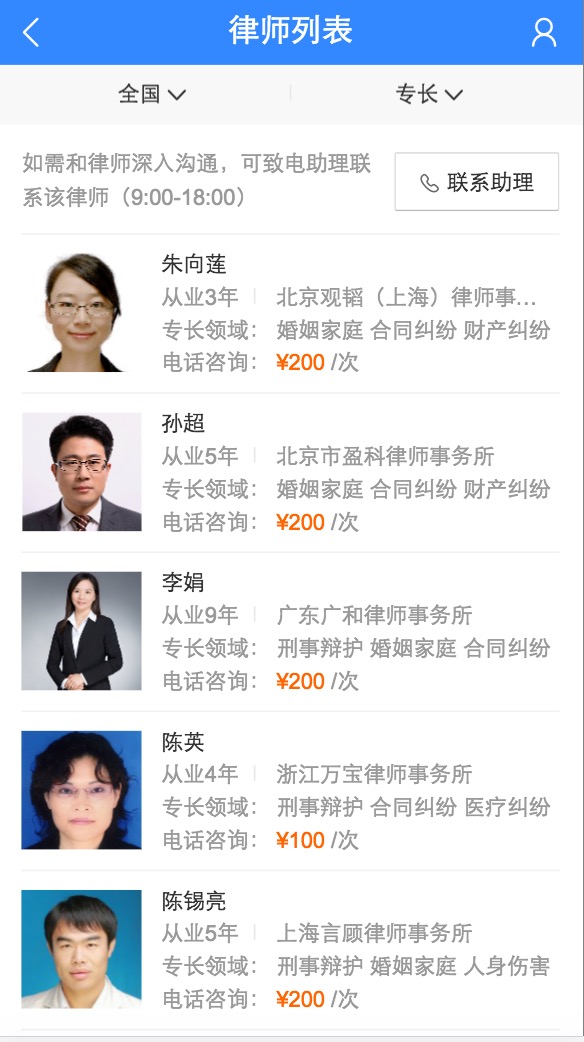 律师列表
全国
专长
如需和律师深入沟通，可致电助理联
系该律师（9:00-18:00）
联系助理
朱向莲
从业3年 北京观韬（上海）律师事...
专长领域： 婚姻家庭 合同纠纷 财产纠纷
电话咨询： ¥200 /次
孙超
从业5年 北京市盈科律师事务所
专长领域： 婚姻家庭 合同纠纷 财产纠纷
电话咨询： ¥200 /次
李娟
从业9年 广东广和律师事务所
专长领域： 刑事辩护 婚姻家庭 合同纠纷
电话咨询： ¥200 /次
陈英
从业4年 浙江万宝律师事务所
专长领域： 刑事辩护 合同纠纷 医疗纠纷
电话咨询： ¥100 /次
陈锡亮
从业5年 上海言顾律师事务所
专长领域： 刑事辩护 婚姻家庭 人身伤害
电话咨询： ¥200 /次